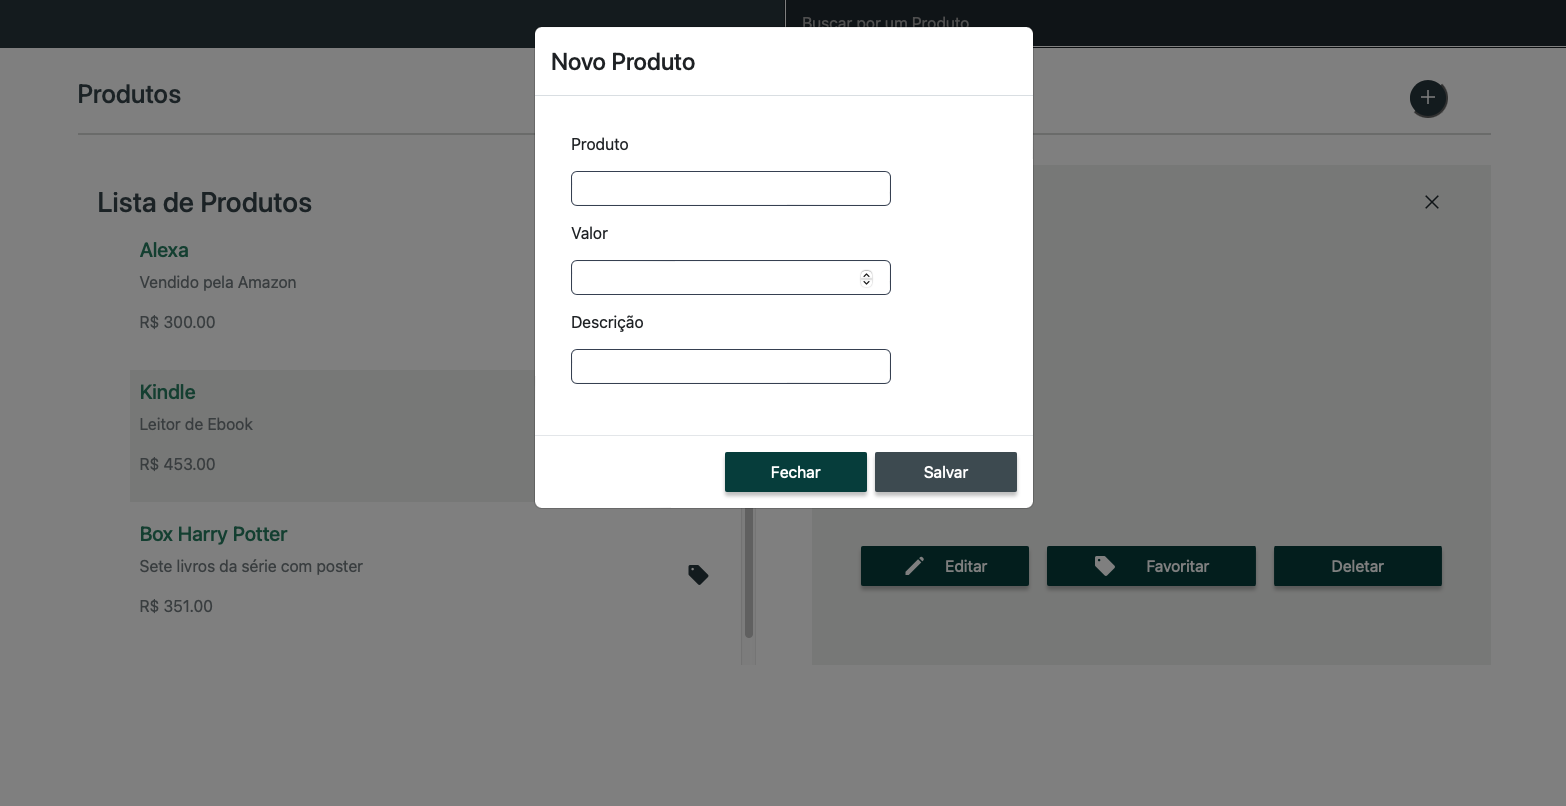 Buscar por um Produto
Novo Produto
Produtos
Produto
Lista de Produtos
Valor
Alexa
Vendido pela Amazon
R$ 300.00
Descrição
Kindle
Leitor de Ebook
R$ 453.00
Fechar Salvar
Box Harry Potter
Sete livros da série com poster
R$ 351.00
Editar Favoritar Deletar